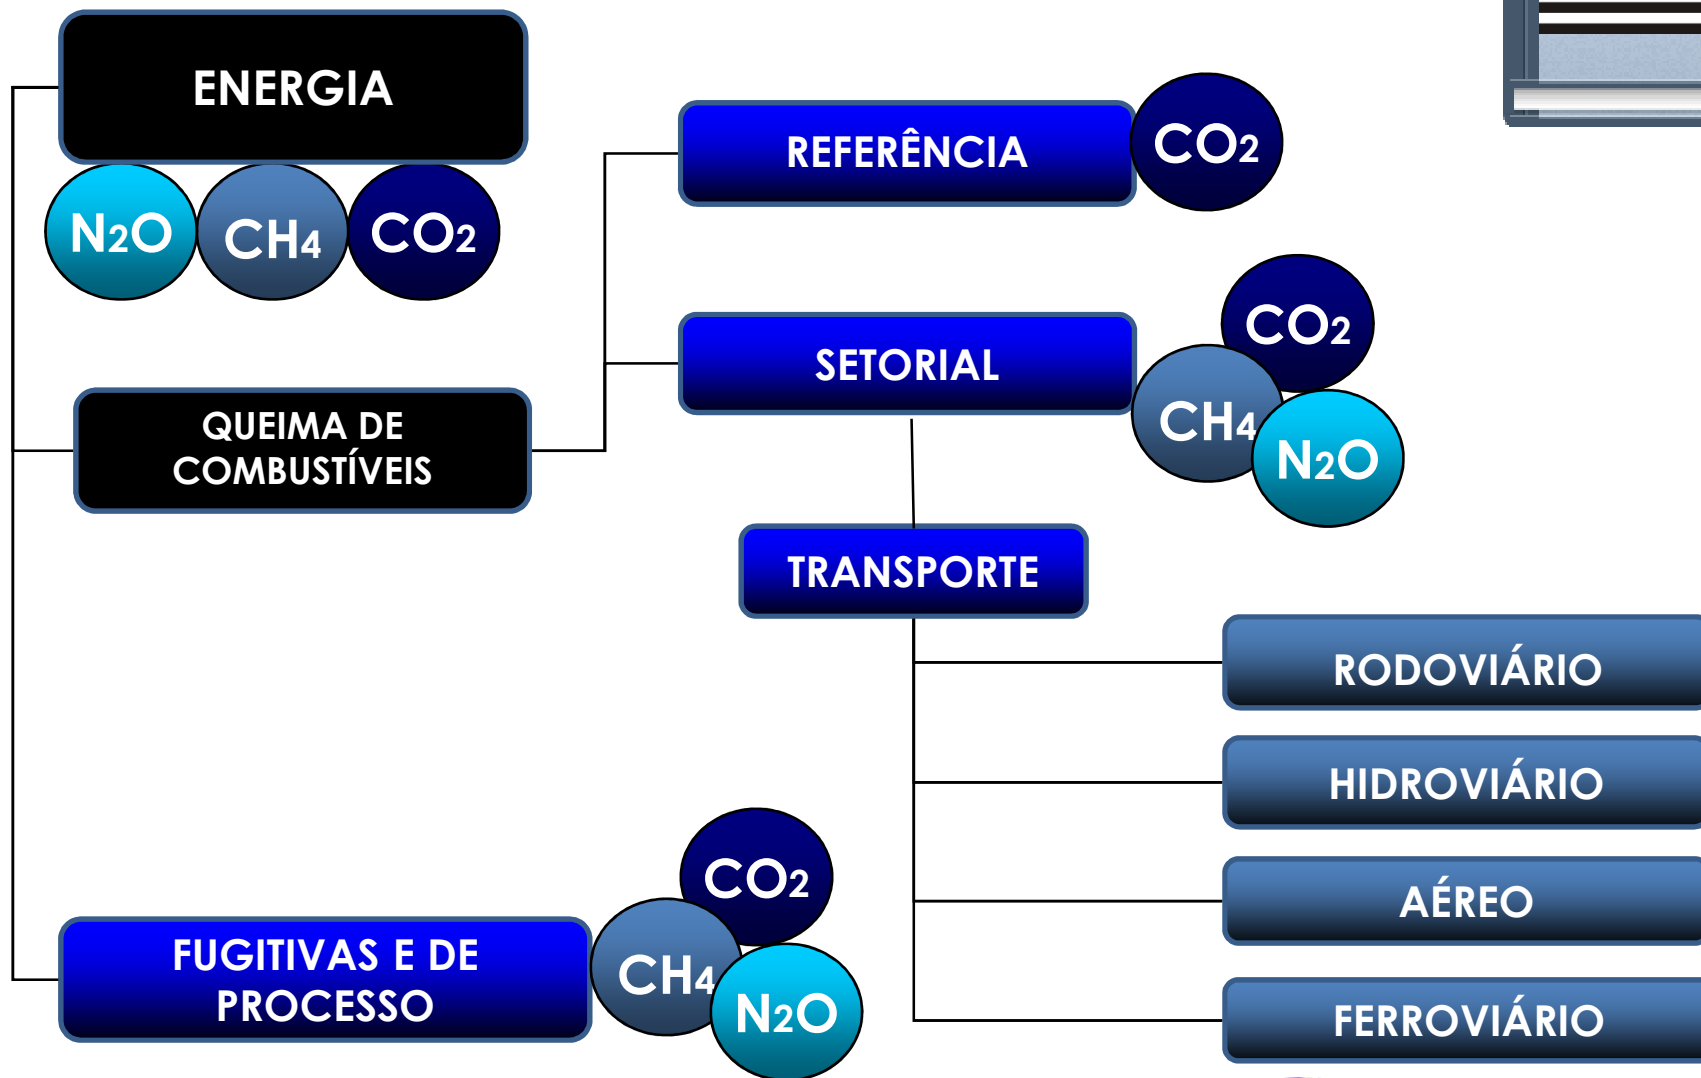 ENERGIA
N2O
CH4
CO2
REFERÊNCIA
CO2
SETORIAL
CO2
CH4
N2O
QUEIMA DE
COMBUSTÍVEIS
TRANSPORTE
RODOVIÁRIO
HIDROVIÁRIO
AÉREO
FERROVIÁRIO
FUGITIVAS E DE
PROCESSO
CO2
CH4
N2O